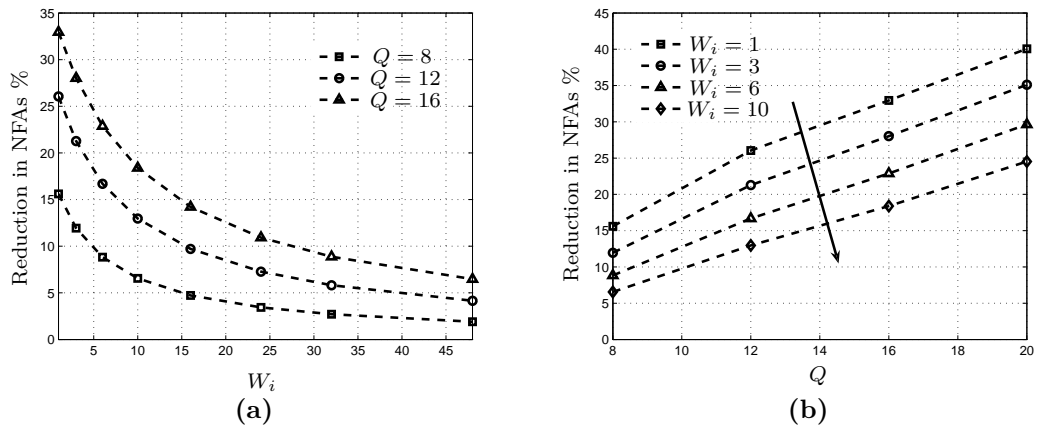 Reduction in NFAs %
35
30
25
20
15
10
5
0
5
10
15
20
25
30
35
40
45
W_i
Q = 8
Q = 12
Q = 16
(a)
Reduction in NFAs %
45
40
35
30
25
20
15
10
5
0
8
10
12
14
16
18
20
Q
W_i = 1
W_i = 3
W_i = 6
W_i = 10
(b)